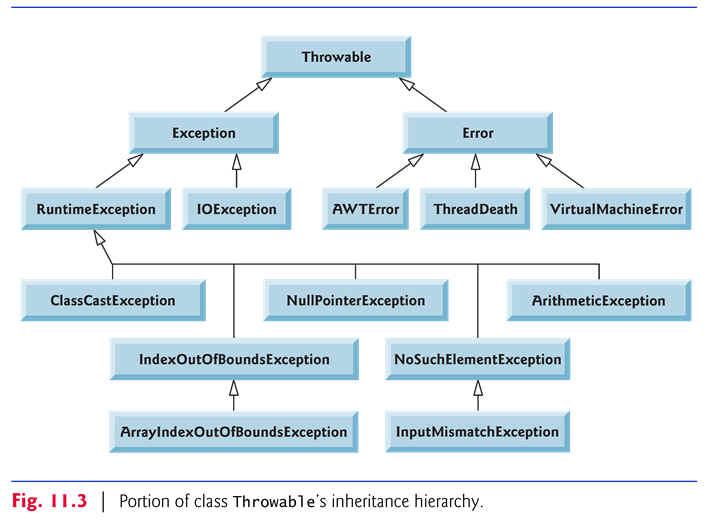 Throwable
Exception
Error
RuntimeException
IOException
AWTError
ThreadDeath
VirtualMachineError
ClassCastException
NullPointerException
ArithmeticException
IndexOutOfBoundsException
NoSuchElementException
ArrayIndexOutOfBoundsException
InputMismatchException
Fig. 11.3 | Portion of class Throwable's inheritance hierarchy.